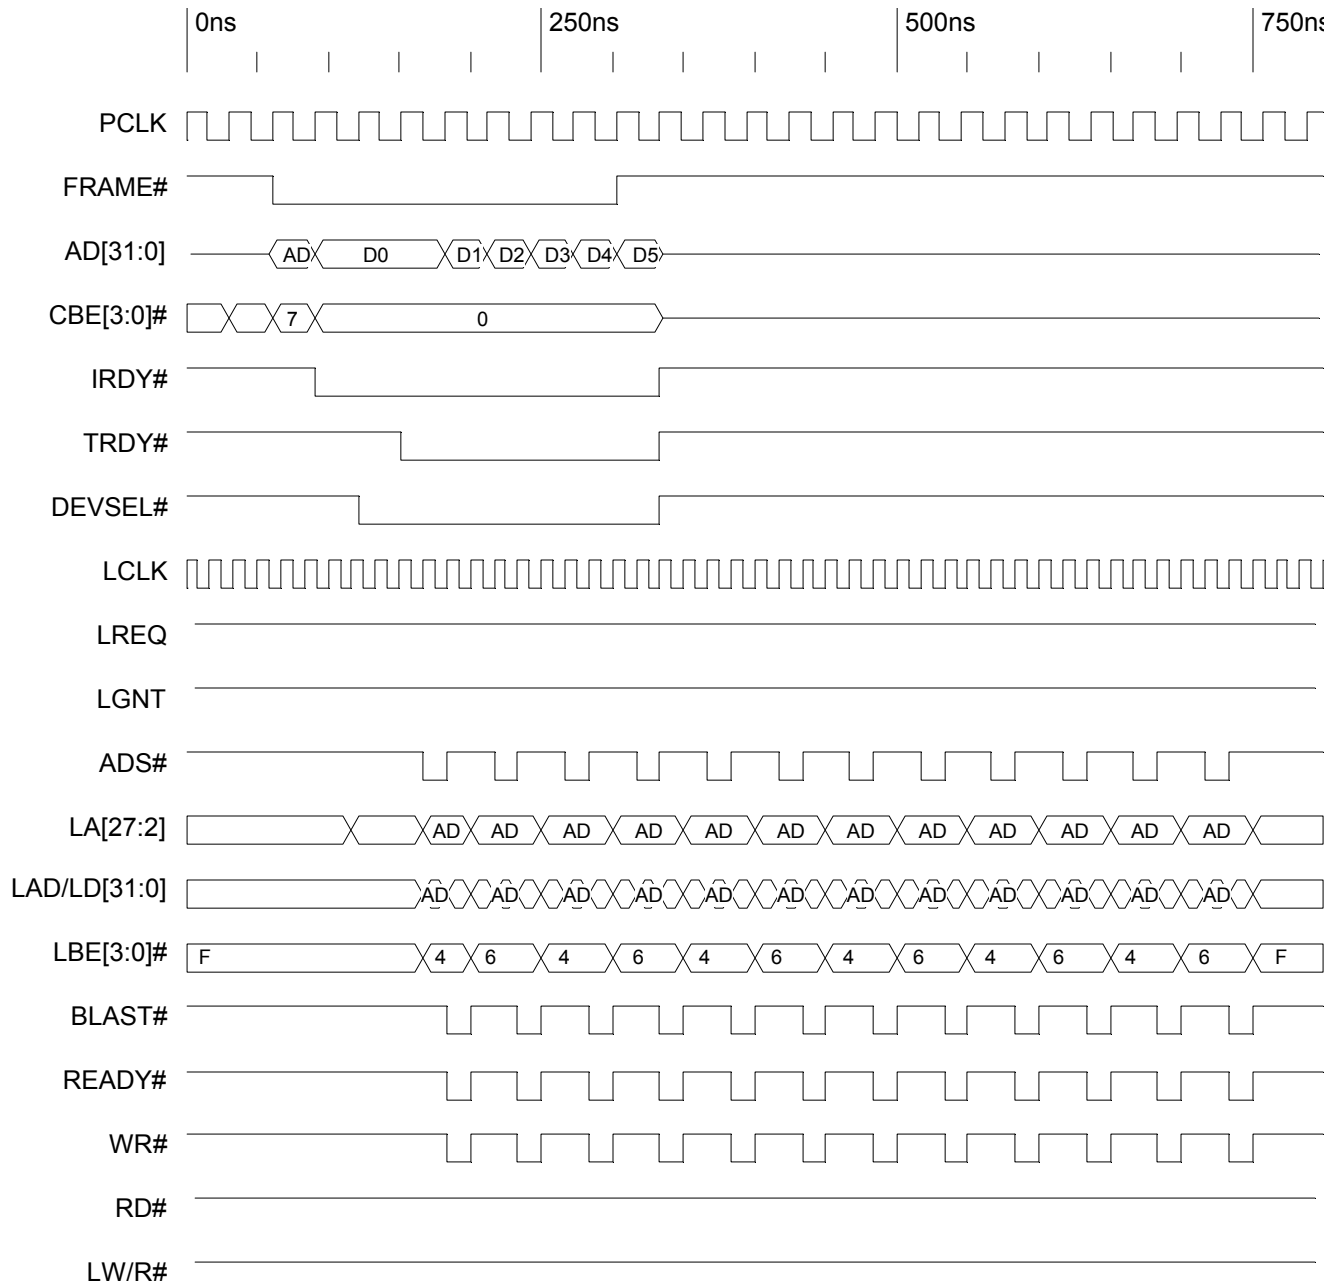 0ns 250ns 500ns 750ns
PCLK
FRAME#
AD[31:0] AD D0 D1 D2 D3 D4 D5
CBE[3:0]# 7 0
IRDY#
TRDY#
DEVSEL#
LCLK
LREQ
LGNT
ADS#
LA[27:2] AD AD AD AD AD AD AD AD AD AD AD AD
LAD/LD[31:0] AD AD AD AD AD AD AD AD AD AD AD AD
LBE[3:0]# F 4 6 4 6 4 6 4 6 4 6 4 6 F
BLAST#
READY#
WR#
RD#
LW/R#